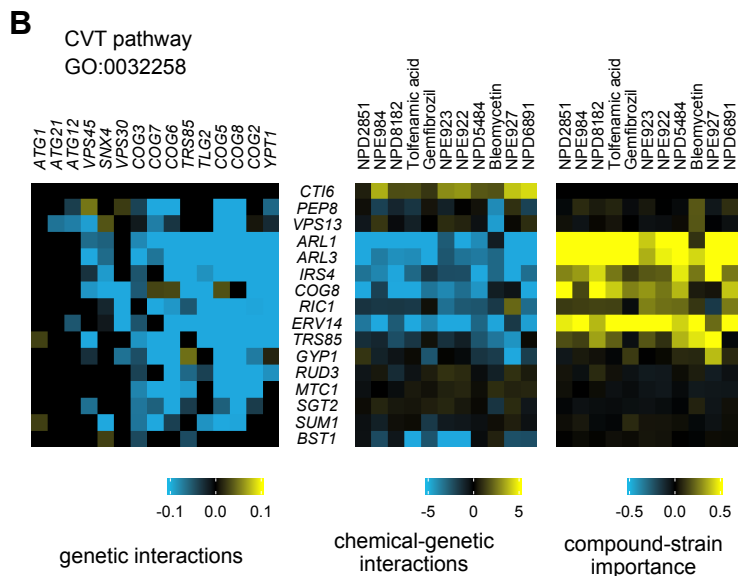 B
CVT pathway
GO:0032258
ATG1
ATG21
ATG12
VPS45
SNX4
VPS30
COG3
COG7
COG6
TRS85
TLG2
COG5
COG8
COG2
YPT1
NPD2851
NPE984
NPD8182
Tolfenamic acid
Gemfibrozil
NPE923
NPE922
NPD5484
Bleomycetin
NPE927
NPD6891
NPD2851
NPE984
NPD8182
Tolfenamic acid
Gemfibrozil
NPE923
NPE922
NPD5484
Bleomycetin
NPE927
NPD6891
CTI6
PEP8
VPS13
ARL1
ARL3
IRS4
COG8
RIC1
ERV14
TRS85
GYP1
RUD3
MTC1
SGT2
SUM1
BST1
-0.1 0.0 0.1
genetic interactions
-5 0 5
chemical-genetic
interactions
-0.5 0.0 0.5
compound-strain
importance